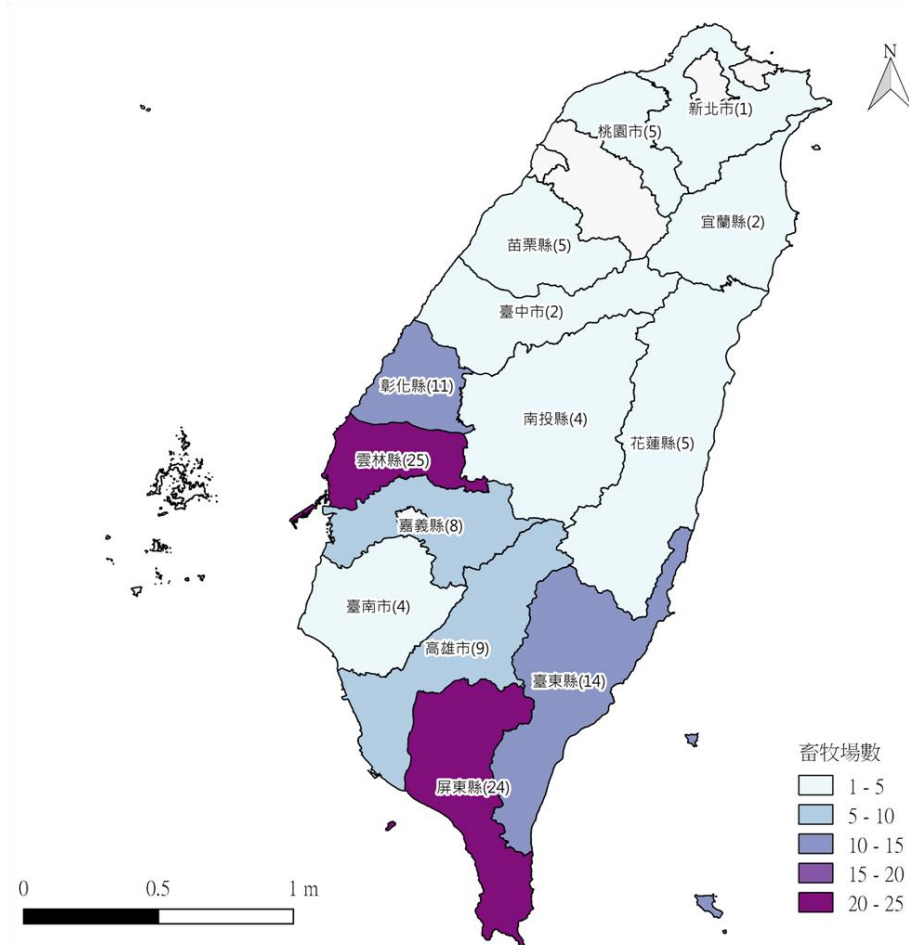 N
新北市(1)
桃園市(5)
宜蘭縣(2)
苗栗縣(5)
臺中市(2)
彰化縣(11)
南投縣(4)
花蓮縣(5)
雲林縣(25)
嘉義縣(8)
臺南市(4)
高雄市(9)
臺東縣(14)
屏東縣(24)
畜牧場數
1 - 5
5 - 10
10 - 15
15 - 20
20 - 25
0 0.5 1 m